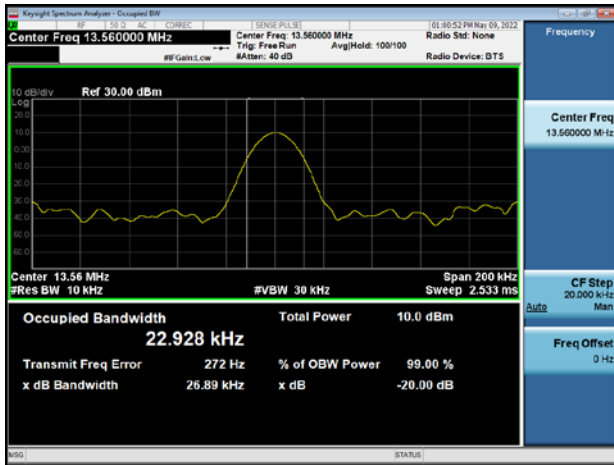 Keysight Spectrum Analyzer - Occupied BW
RF 50 Ω AC CORREC SENSE:PULSE 01:00:52 PM May 09, 2022
Center Freq 13.560000 MHz
Center Freq: 13.560000 MHz
Radio Std: None
Trig: Free Run Avg|Hold: 100/100
#IFGain:Low #Atten: 40 dB Radio Device: BTS
10 dB/div Ref 30.00 dBm
Log
20.0
10.0
0.00
10.0
20.0
30.0
40.0
50.0
60.0
Center 13.56 MHz Span 200 kHz
#Res BW 10 kHz #VBW 30 kHz Sweep 2.533 ms
Occupied Bandwidth Total Power 10.0 dBm
22.928 kHz
Transmit Freq Error 272 Hz % of OBW Power 99.00 %
x dB Bandwidth 26.89 kHz x dB -20.00 dB
MSG STATUS
Frequency
Center Freq
13.560000 MHz
CF Step
20.000 kHz
Auto Man
Freq Offset
0 Hz